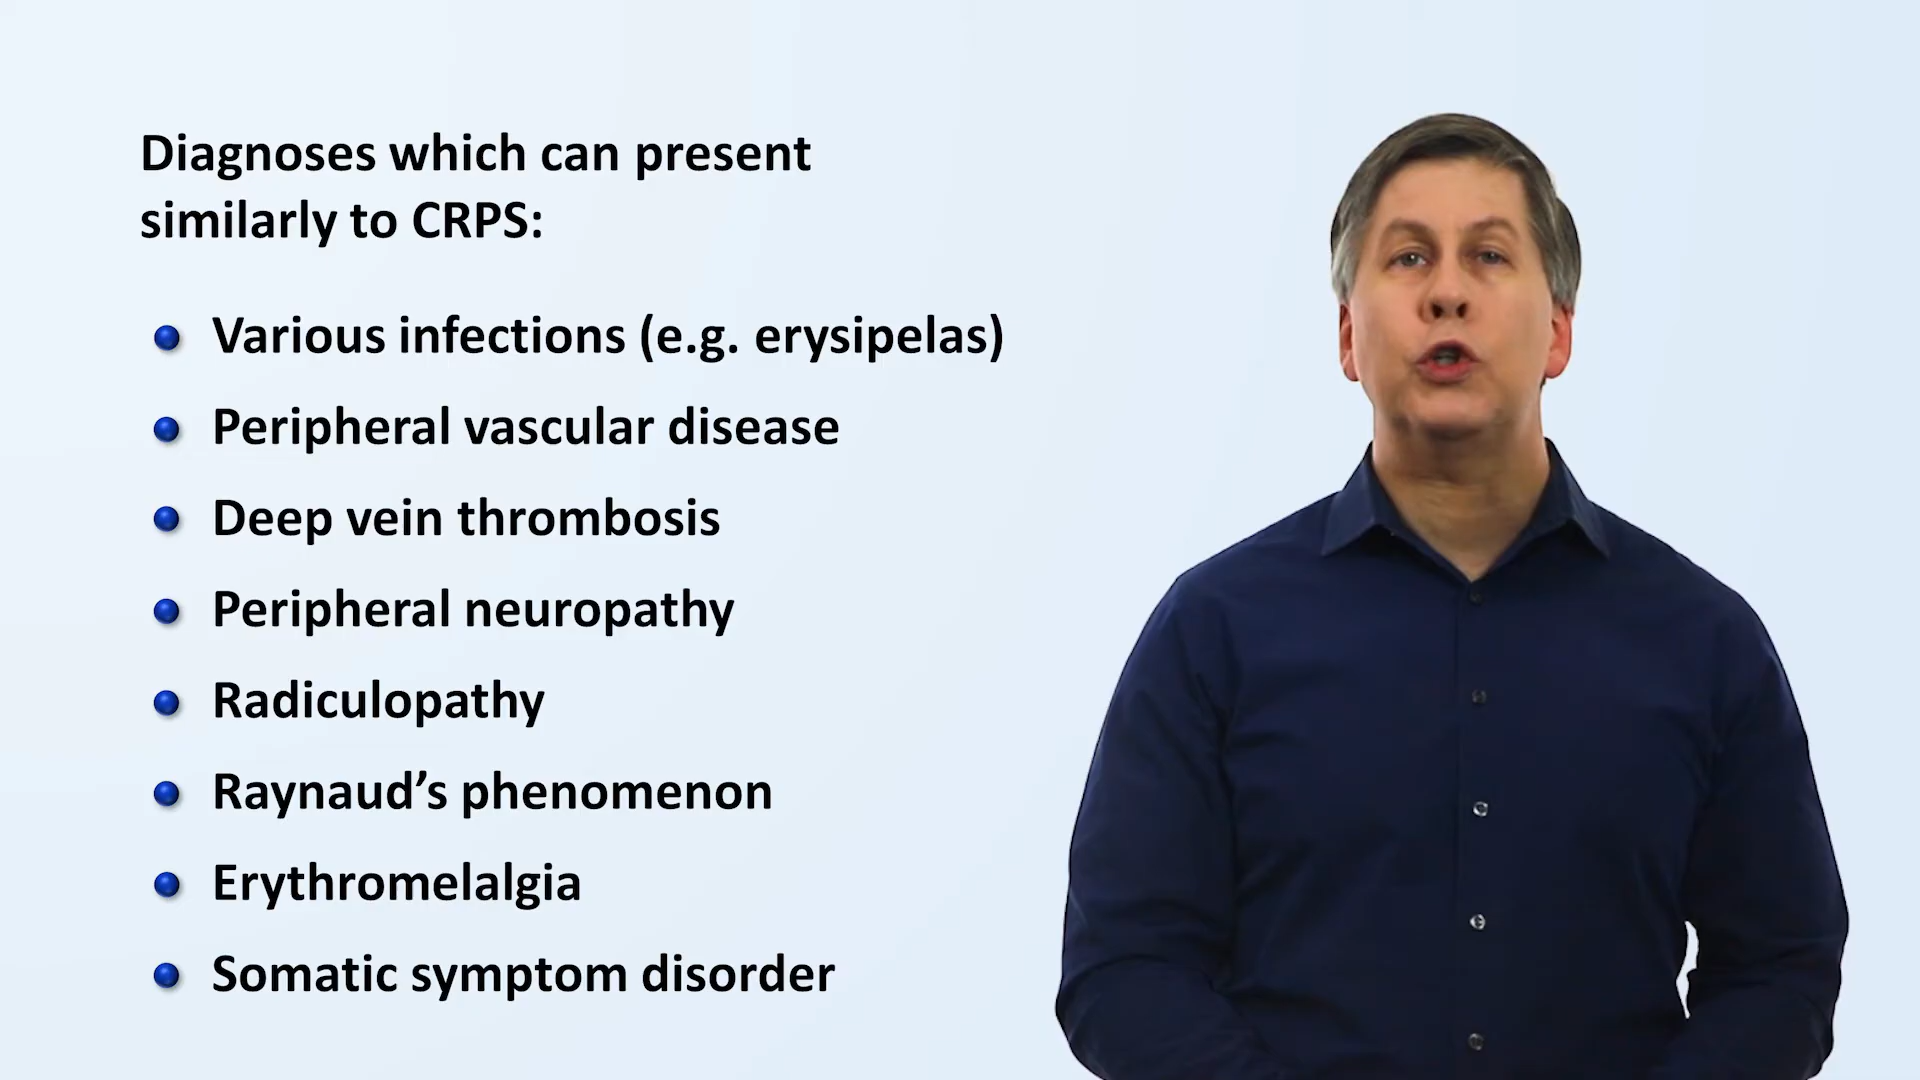 Diagnoses which can present
similarly to CRPS:
Various infections (e.g. erysipelas)
Peripheral vascular disease
Deep vein thrombosis
Peripheral neuropathy
Radiculopathy
Raynaud’s phenomenon
Erythromelalgia
Somatic symptom disorder